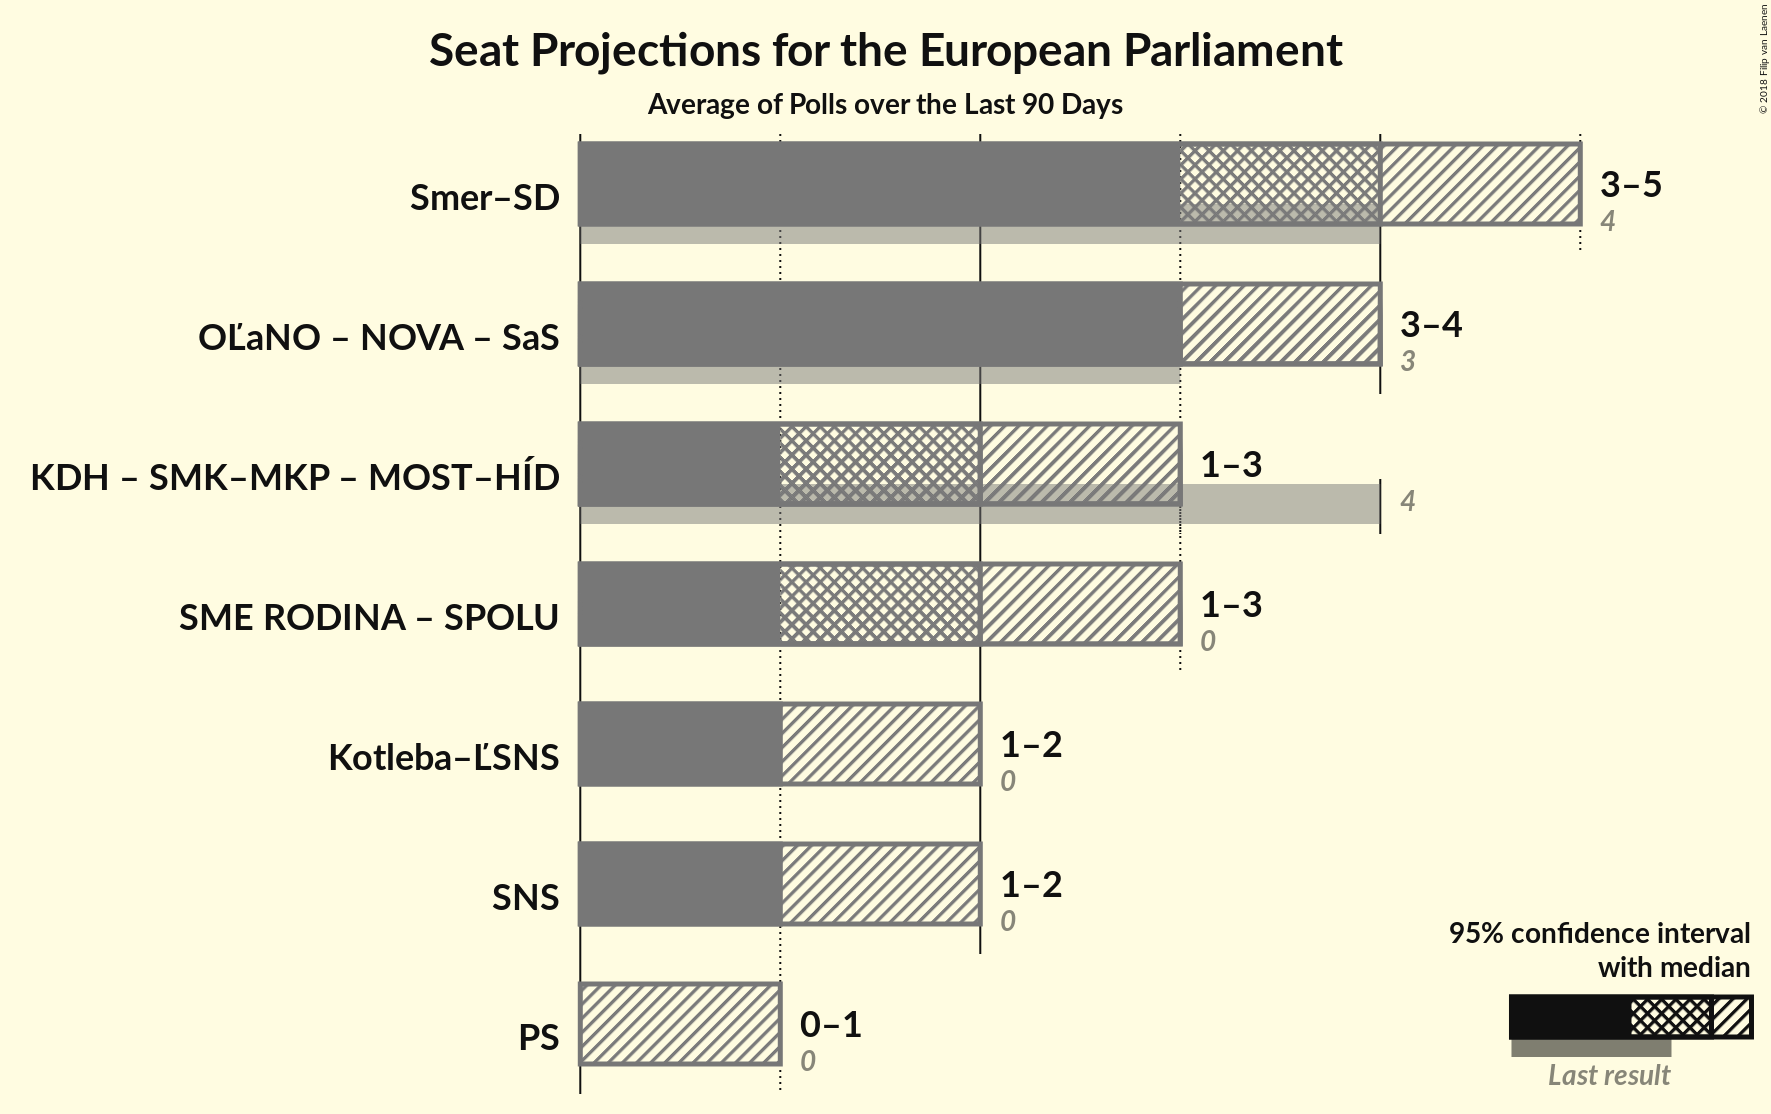 Seat Projections for the European Parliament
Average of Polls over the Last 90 Days
© 2018 Filip van Laenen
Smer–SD
3–5
4
OĽaNO – NOVA – SaS
3–4
3
KDH – SMK–MKP – MOST–HÍD
1–3
4
SME RODINA – SPOLU
1–3
0
Kotleba–ĽSNS
1–2
0
SNS
1–2
0
PS
0–1
0
95% confidence interval
with median
Last result